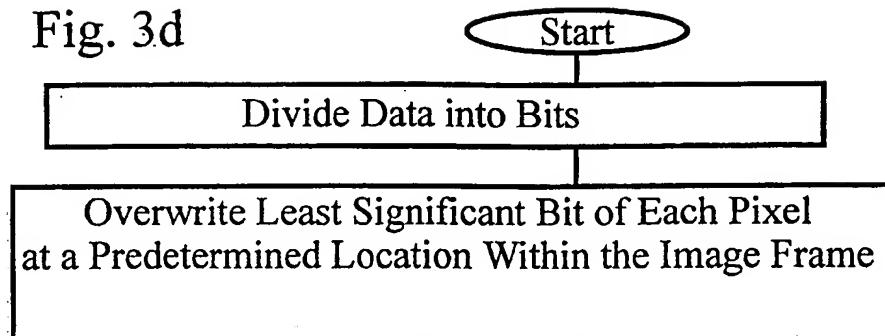 Fig. 3d
Start
Divide Data into Bits
Overwrite Least Significant Bit of Each Pixel
at a Predetermined Location Within the Image Frame